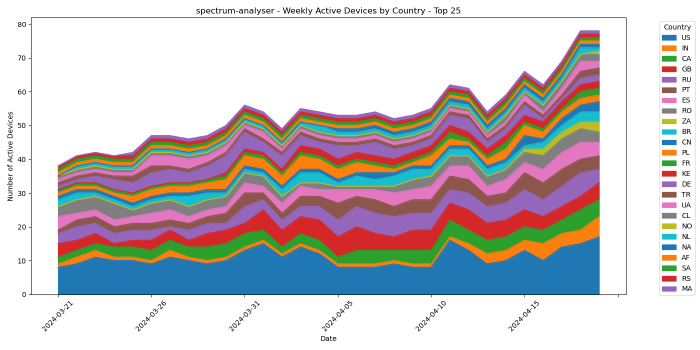 spectrum-analyser - Weekly Active Devices by Country - Top 25
Number of Active Devices
80
70
60
50
40
30
20
10
0
2024-03-21
2024-03-26
2024-03-31
2024-04-05
2024-04-10
2024-04-15
Date
Country
US
IN
CA
GB
RU
PT
ES
RO
ZA
BR
CN
PL
FR
KE
DE
TR
UA
CL
NO
NL
NA
AF
SA
RS
MA